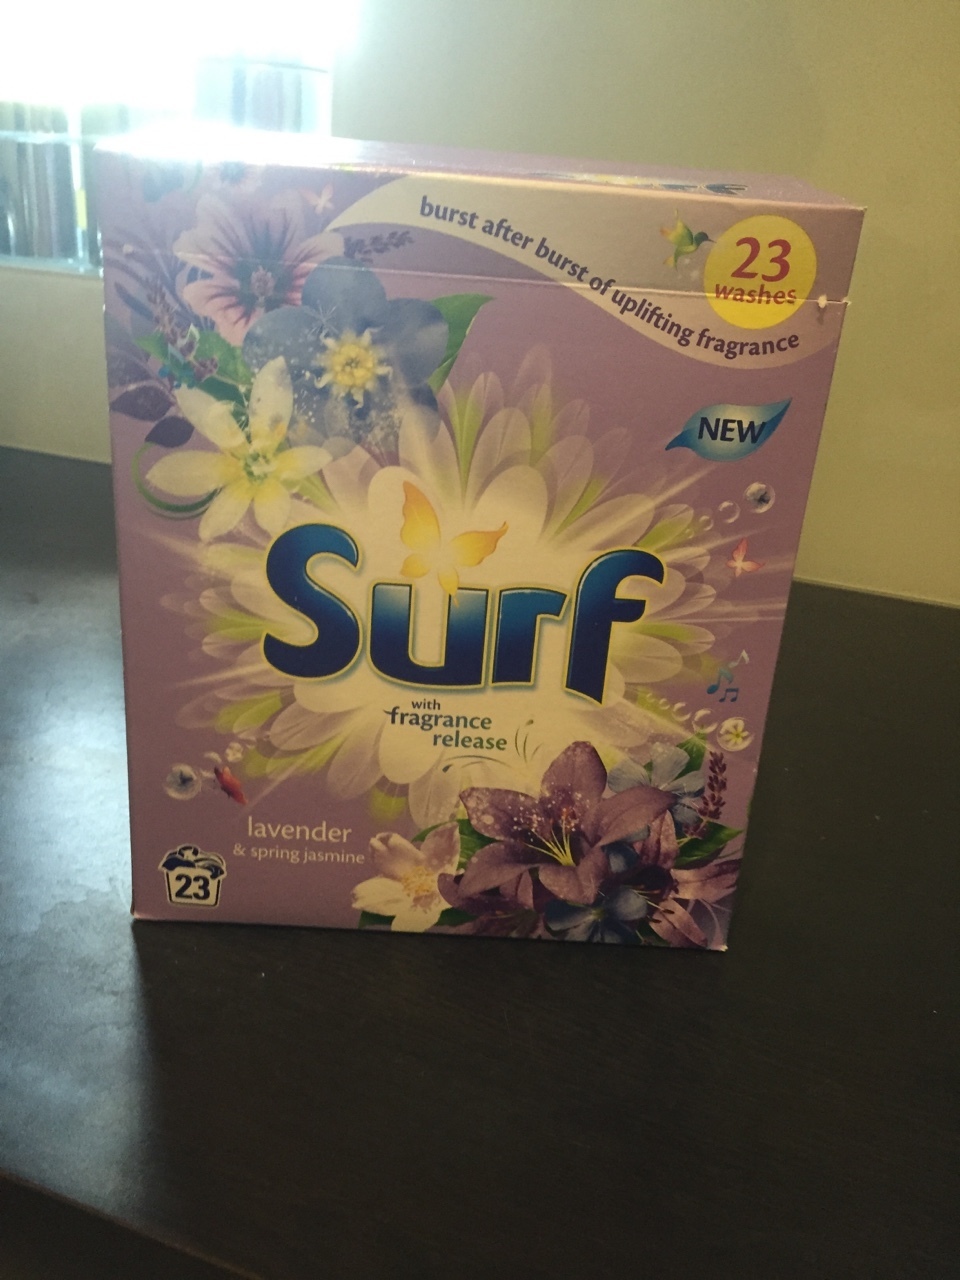 burst after burst of uplifting fragrance
23
washes
NEW
Surf
with
fragrance
release
lavender
& spring jasmine
23